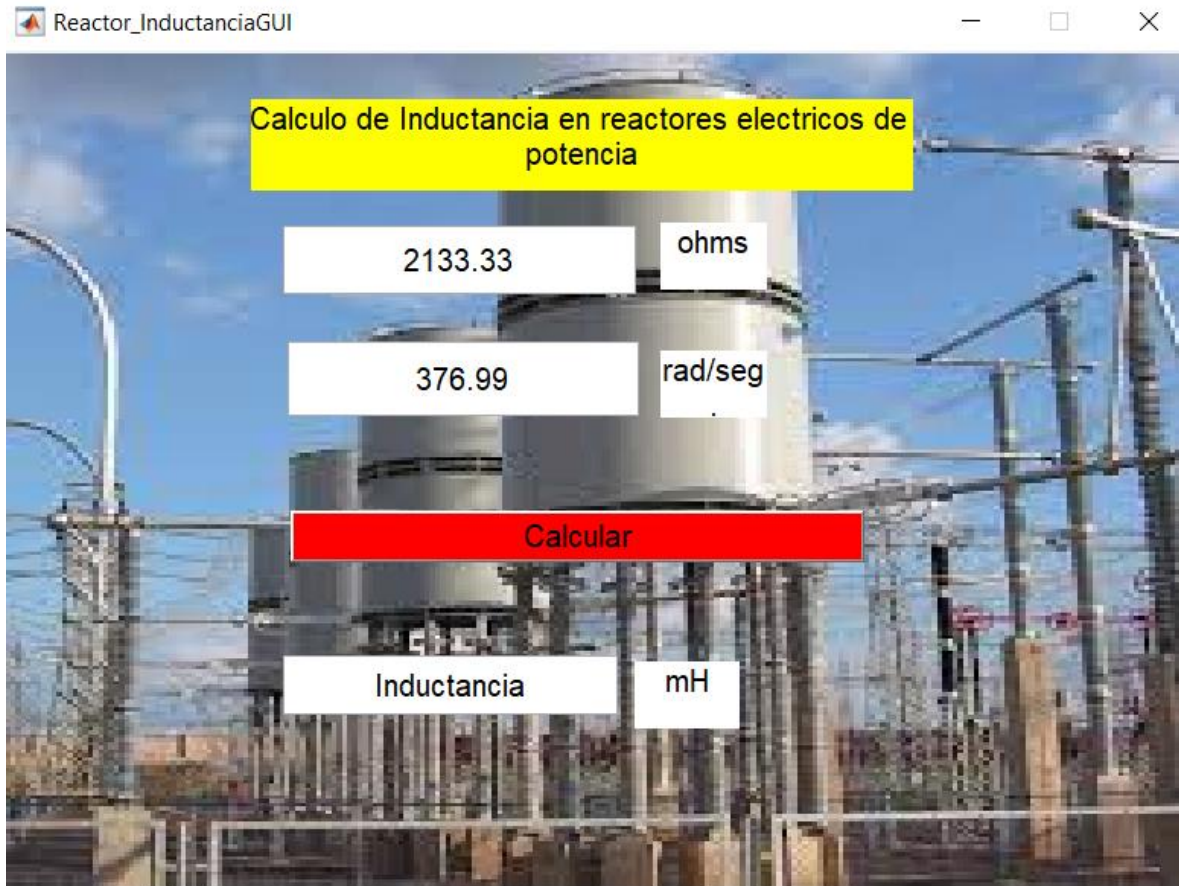 Reactor_InductanciaGUI
Calculo de Inductancia en reactores electricos de
potencia
2133.33
ohms
376.99
rad/seg
.
Calcular
Inductancia
mH